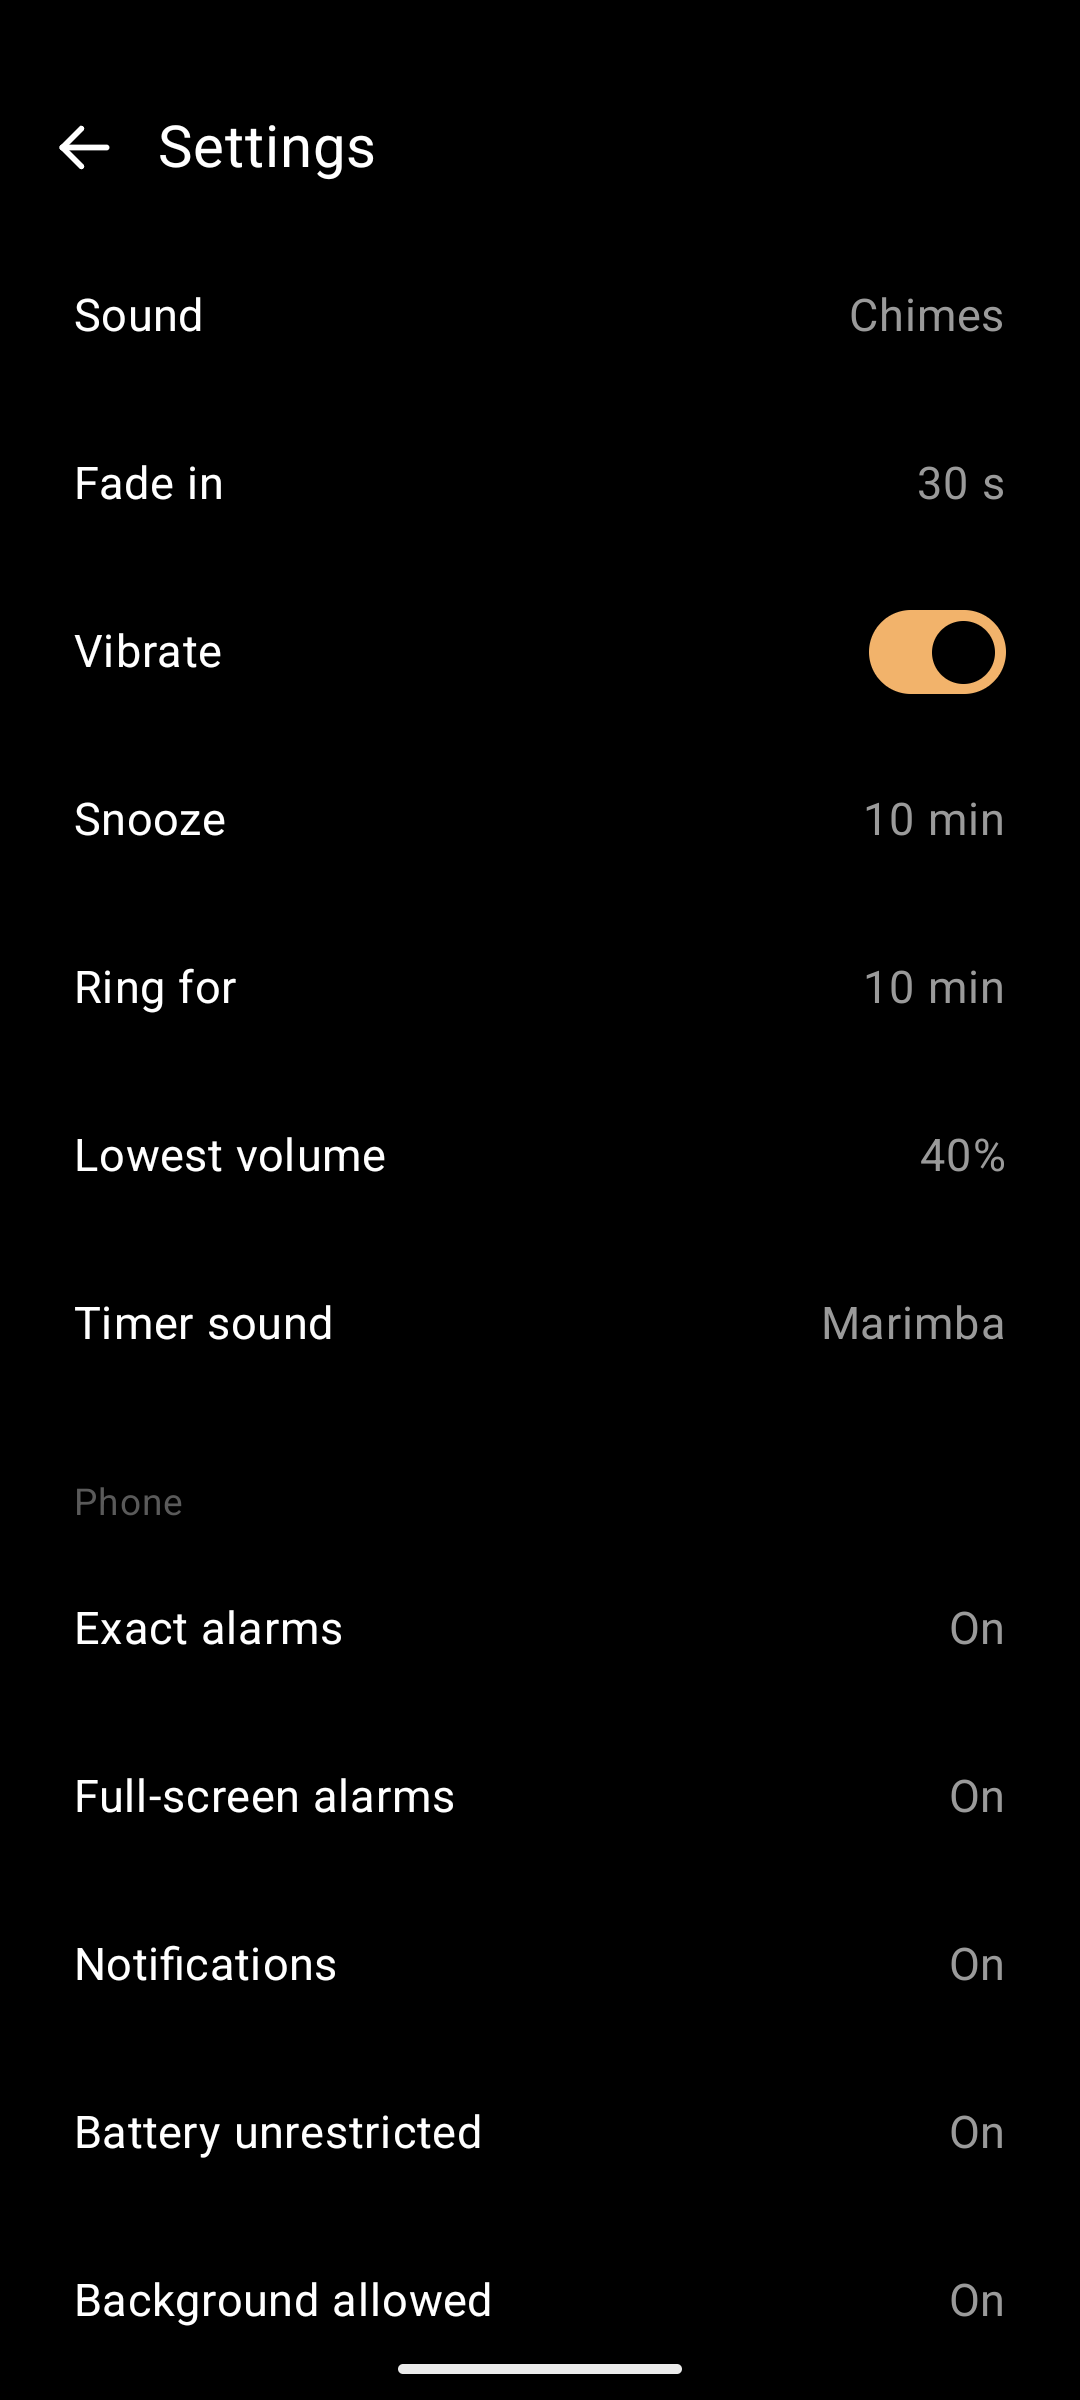 Settings
Sound Chimes
Fade in 30 s
Vibrate
Snooze 10 min
Ring for 10 min
Lowest volume 40%
Timer sound Marimba
Phone
Exact alarms On
Full-screen alarms On
Notifications On
Battery unrestricted On
Background allowed On